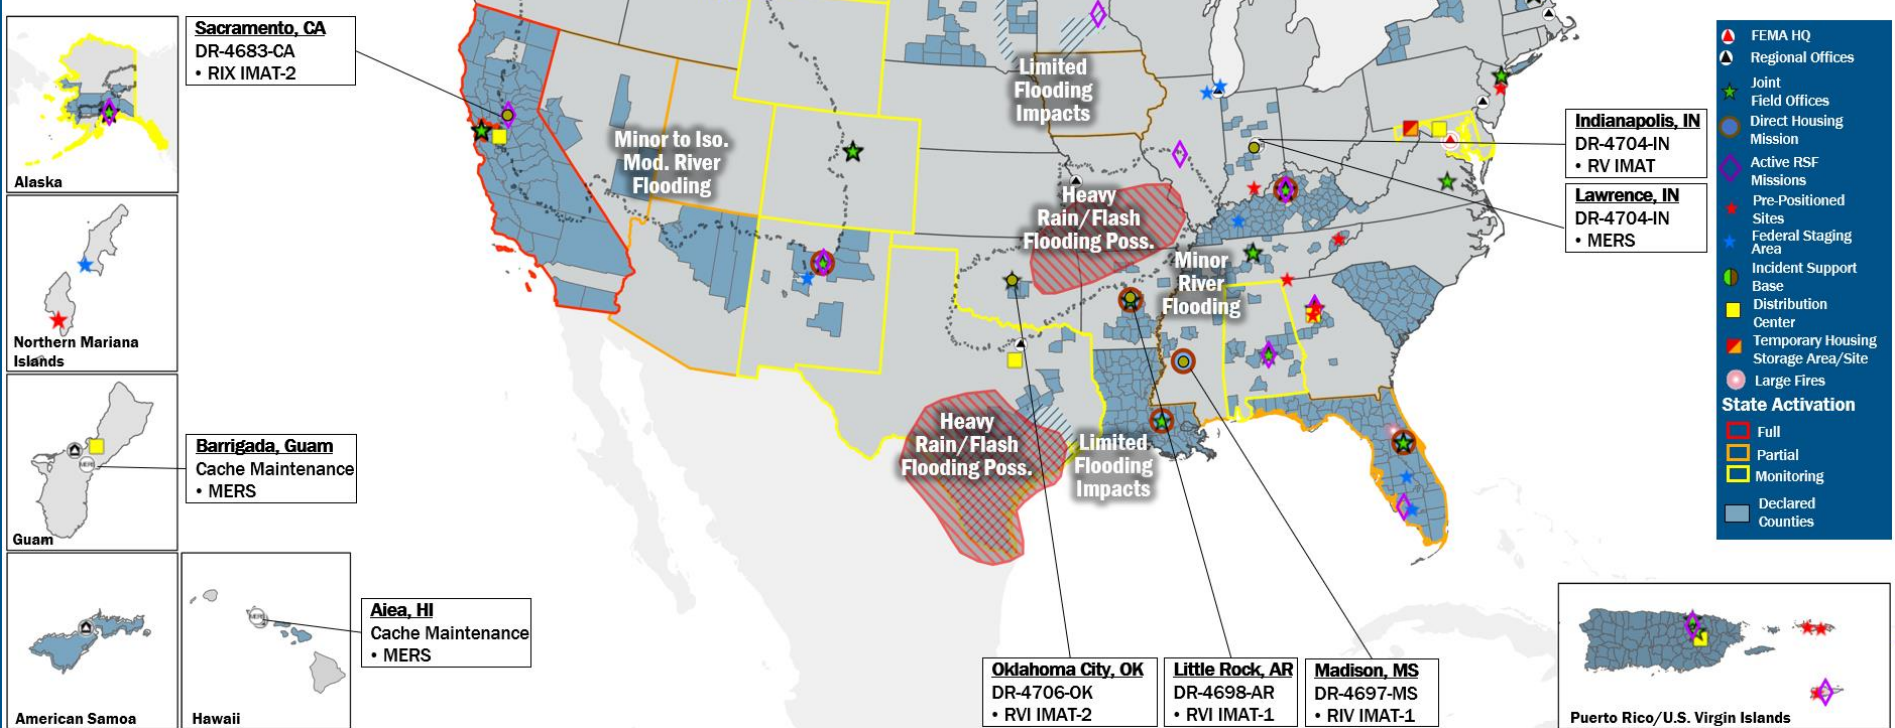 Sacramento, CA
DR-4683-CA
• RIX IMAT-2
Alaska
Northern Mariana
Islands
Barrigada, Guam
Cache Maintenance
• MERS
MERS
Guam
American Samoa
Aiea, HI
Cache Maintenance
• MERS
MERS
Hawaii
Minor to Iso.
Mod. River
Flooding
Limited
Flooding
Impacts
Heavy
Rain/Flash
Flooding Poss.
Minor
River
Flooding
Heavy
Rain/Flash
Flooding Poss.
Limited
Flooding
Impacts
Indianapolis, IN
DR-4704-IN
• RV IMAT
Lawrence, IN
DR-4704-IN
• MERS
Oklahoma City, OK
DR-4706-OK
• RVI IMAT-2
Little Rock, AR
DR-4698-AR
• RVI IMAT-1
Madison, MS
DR-4697-MS
• RIV IMAT-1
FEMA HQ
Regional Offices
Joint
Field Offices
Direct Housing
Mission
Active RSF
Missions
Pre-Positioned
Sites
Federal Staging
Area
Incident Support
Base
Distribution
Center
Temporary Housing
Storage Area/Site
Large Fires
State Activation
Full
Partial
Monitoring
Declared
Counties
Puerto Rico/U.S. Virgin Islands